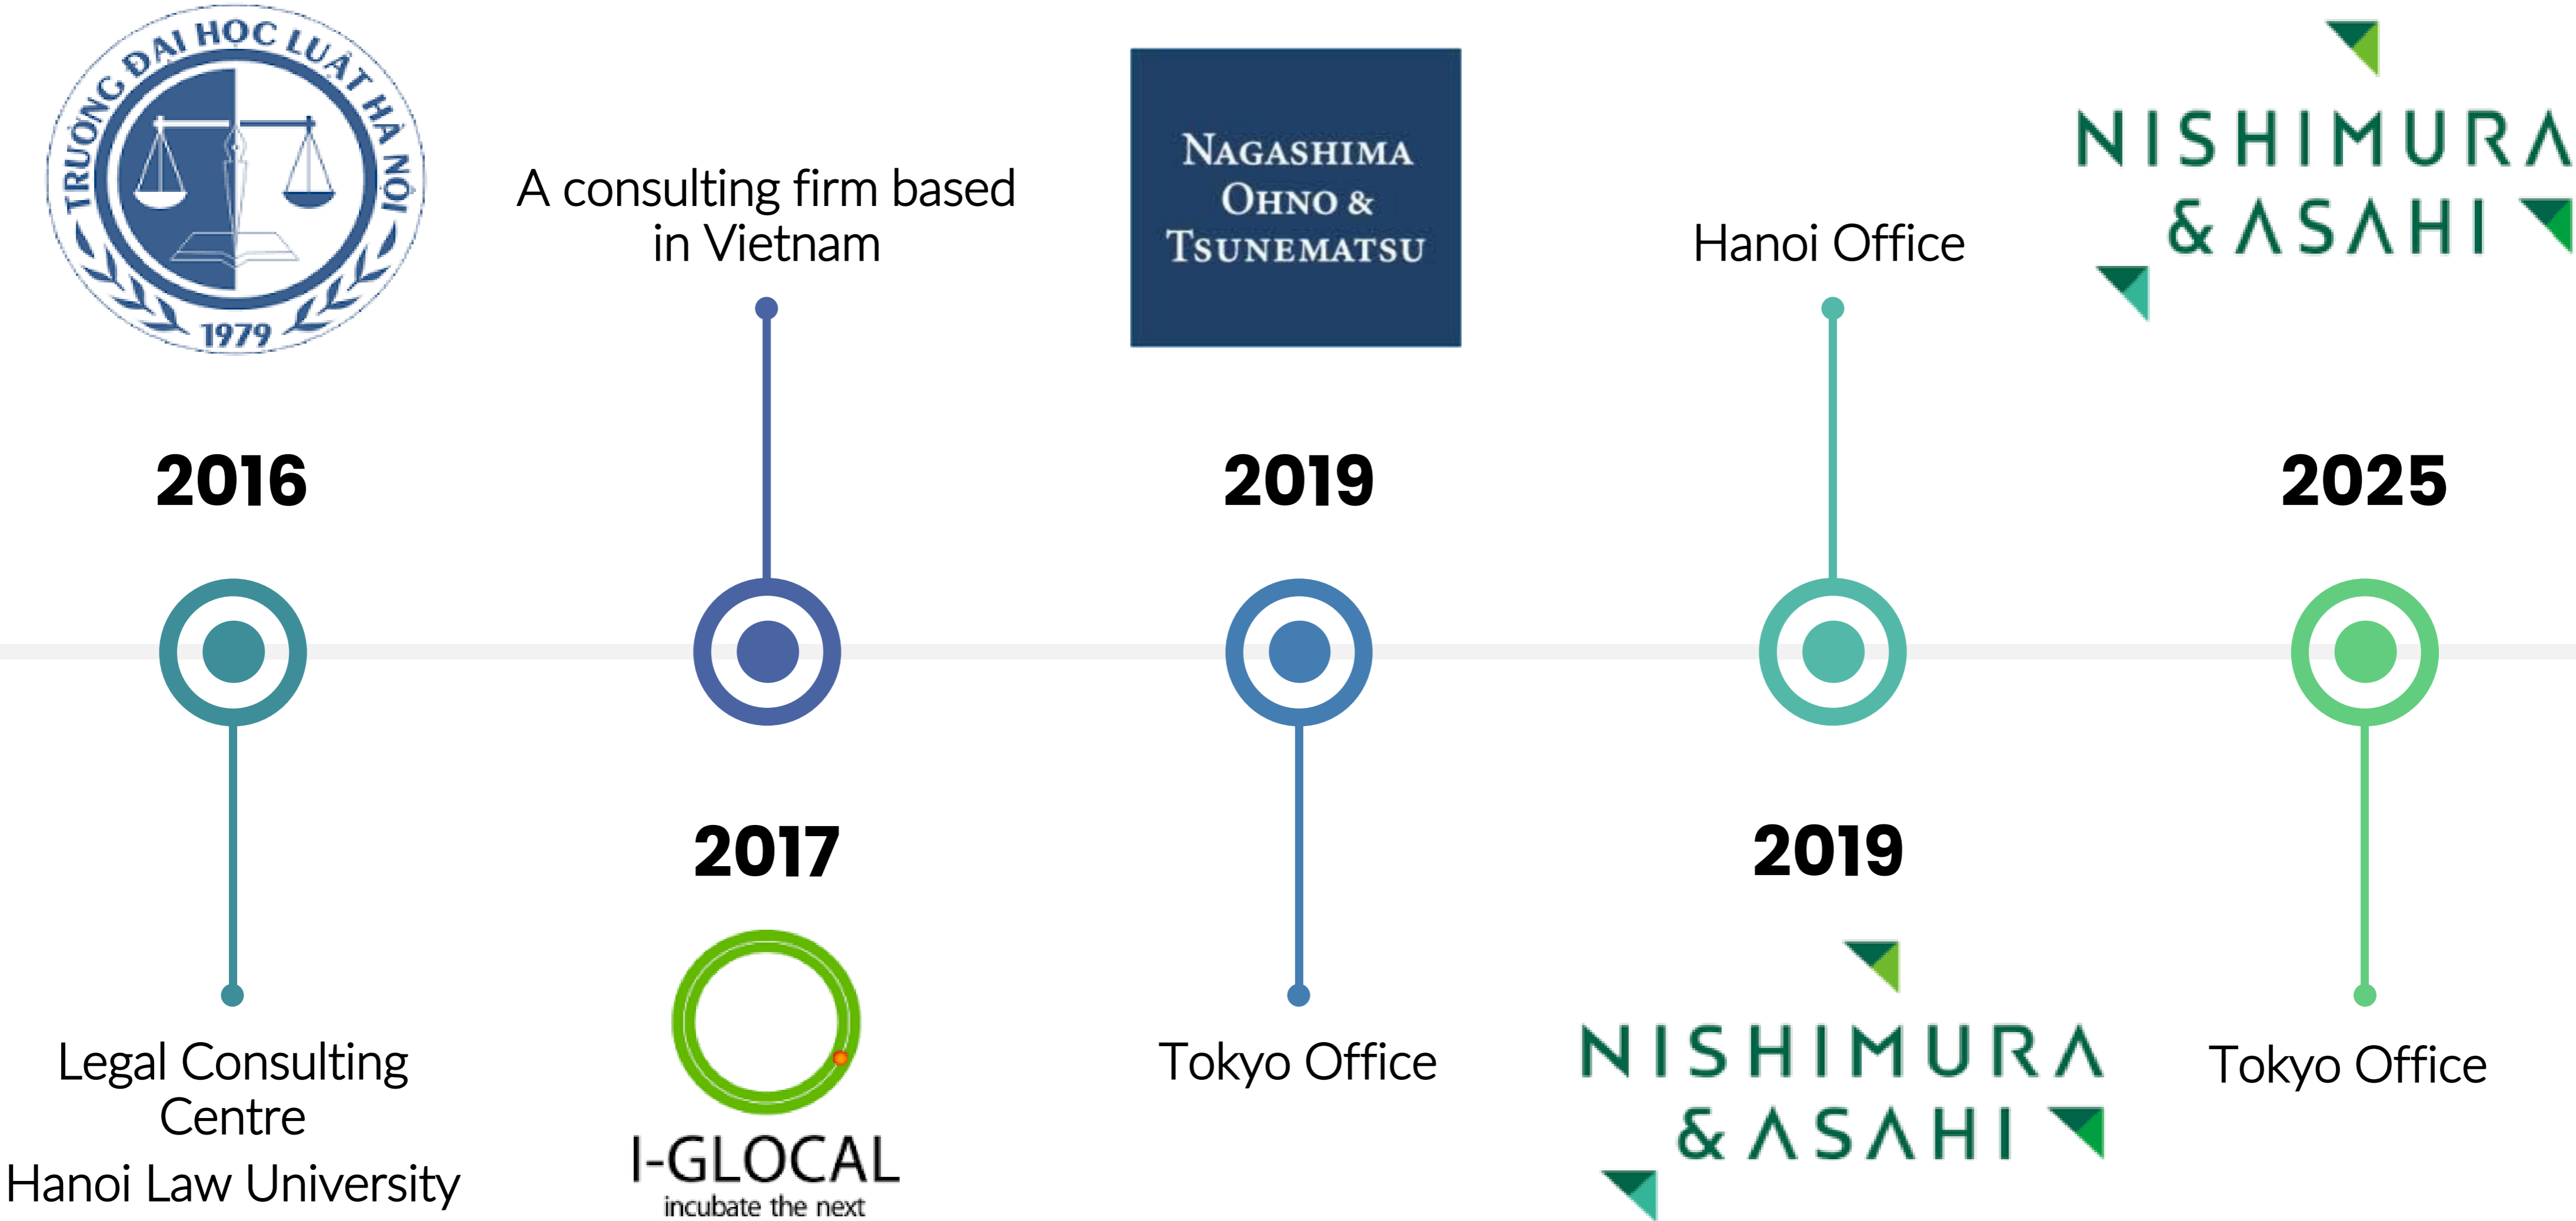 TRƯỜNG ĐẠI HỌC LUẬT HÀ NỘI
1979
2016
Legal Consulting
Centre
Hanoi Law University
A consulting firm based
in Vietnam
2017
I-GLOCAL
incubate the next
NAGASHIMA
OHNO &
TSUNEMATSU
2019
Tokyo Office
Hanoi Office
2019
NISHIMURA
& ASAHI
NISHIMURA
& ASAHI
2025
Tokyo Office